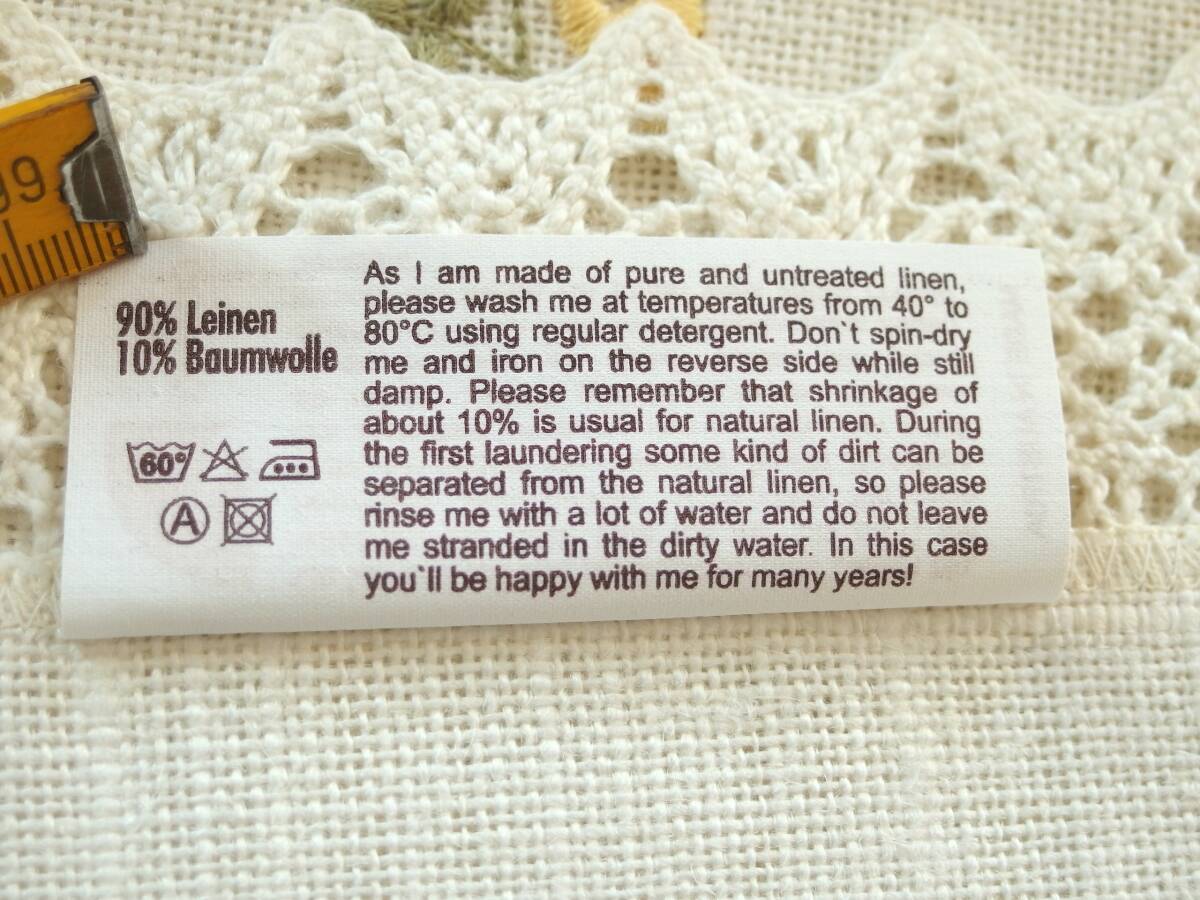 99
90% Leinen
10% Baumwolle
60°
A
As I am made of pure and untreated linen,
please wash me at temperatures from 40° to
80°C using regular detergent. Don`t spin-dry
me and iron on the reverse side while still
damp. Please remember that shrinkage of
about 10% is usual for natural linen. During
the first laundering some kind of dirt can be
separated from the natural linen, so please
rinse me with a lot of water and do not leave
me stranded in the dirty water. In this case
you`ll be happy with me for many years!